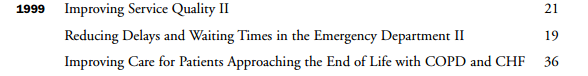 1999 Improving Service Quality II 21
Reducing Delays and Waiting Times in the Emergency Department II 19
Improving Care for Patients Approaching the End of Life with COPD and CHF 36